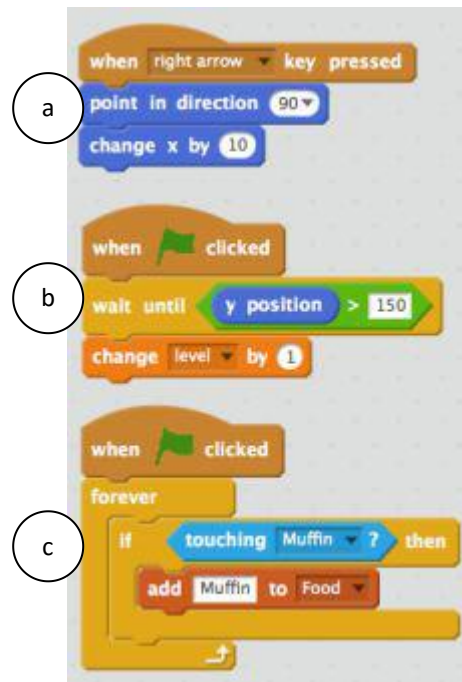 when right arrow key pressed
a
point in direction 90
change x by 10
when clicked
b
wait until y position > 150
change level by 1
when clicked
forever
c
if touching Muffin ? then
add Muffin to Food